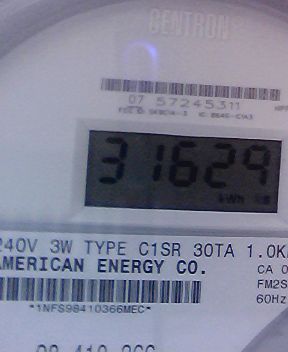 CENTRON®
07 57245311
31629
kWh
240V 3W TYPE C1SR 30TA 1.0K
AMERICAN ENERGY CO.
CA 0
FM2S
60Hz
*1NFS98410366MEC*